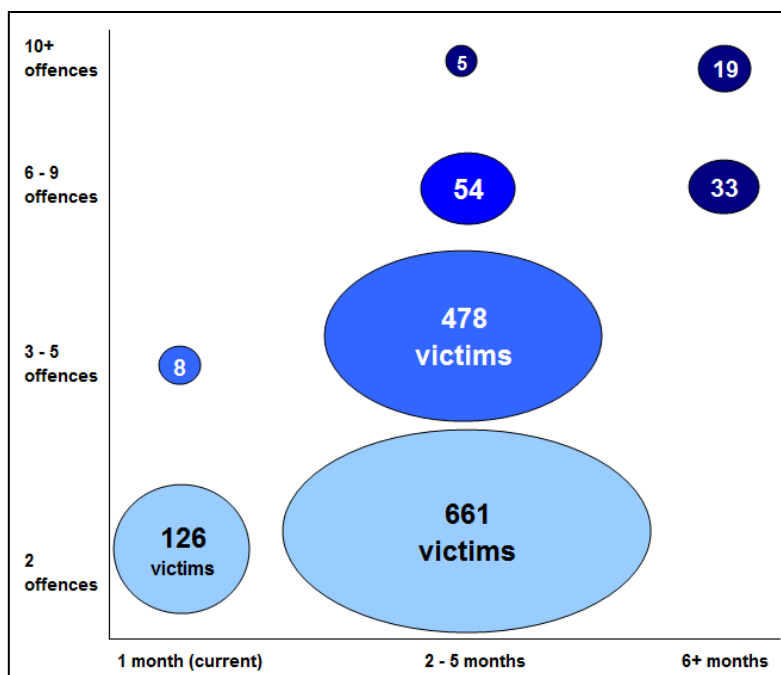 10+
offences
5
19
6 - 9
offences
54
33
478
victims
3 - 5
offences
8
661
victims
126
victims
2
offences
1 month (current)
2 - 5 months
6+ months